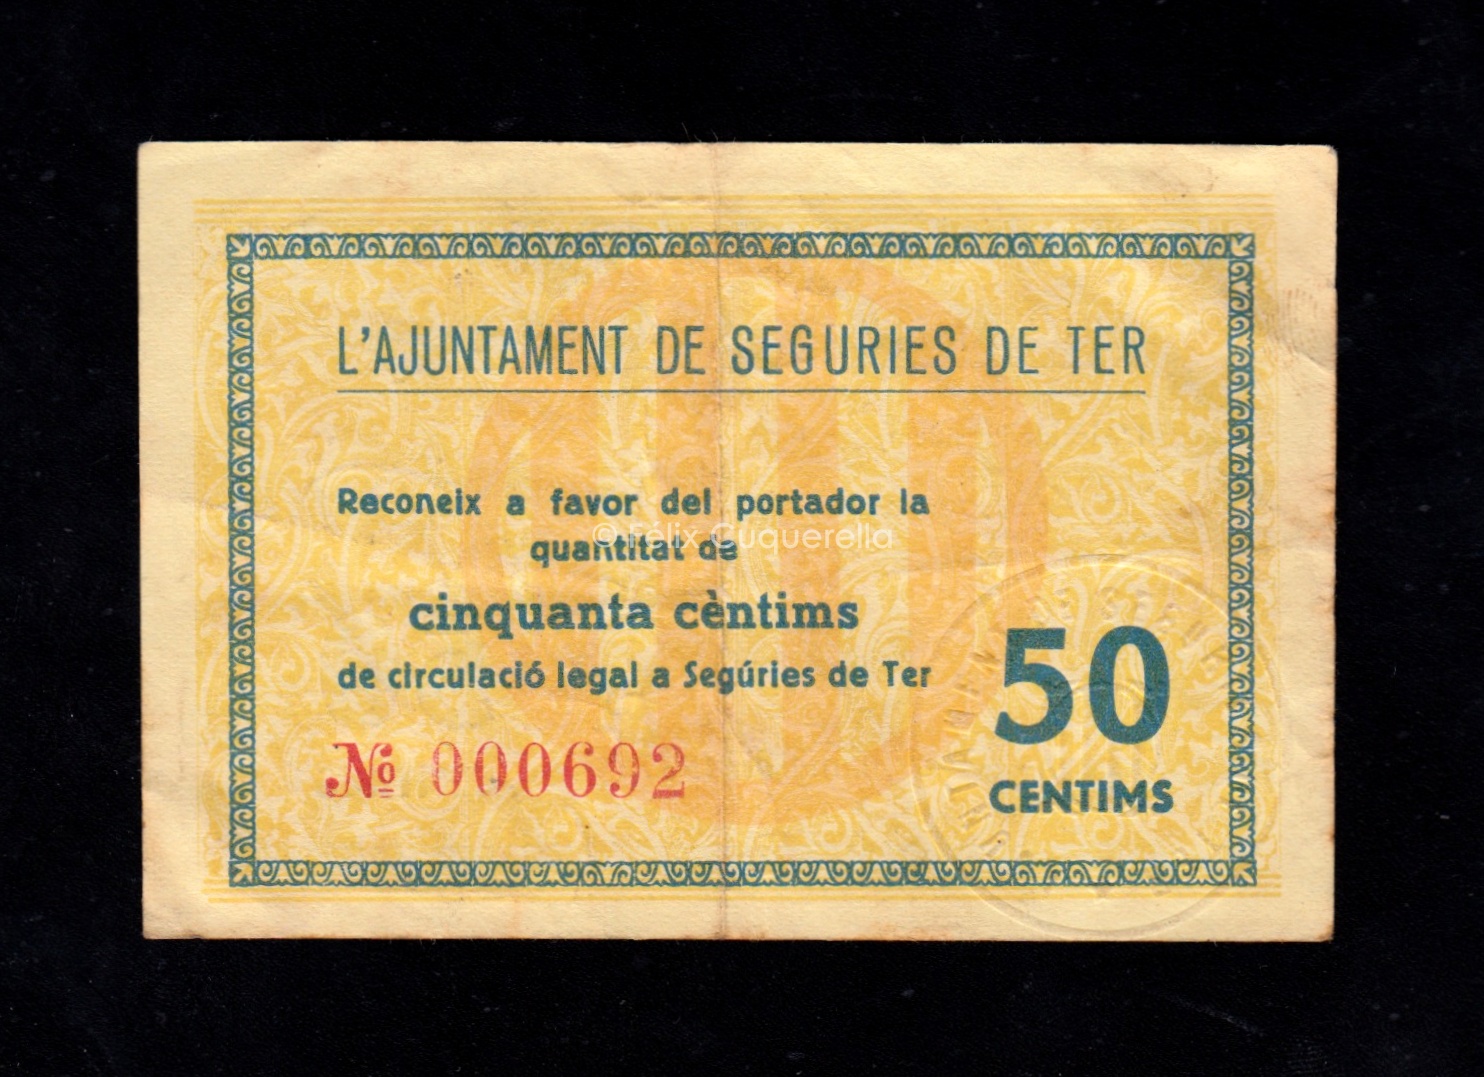 L'AJUNTAMENT DE SEGURIES DE TER
Reconeix a favor del portador la
quantitat de
© Fèlix Cuquerella
cinquanta cèntims
de circulació legal a Segúries de Ter
50
CENTIMS
№ 000692